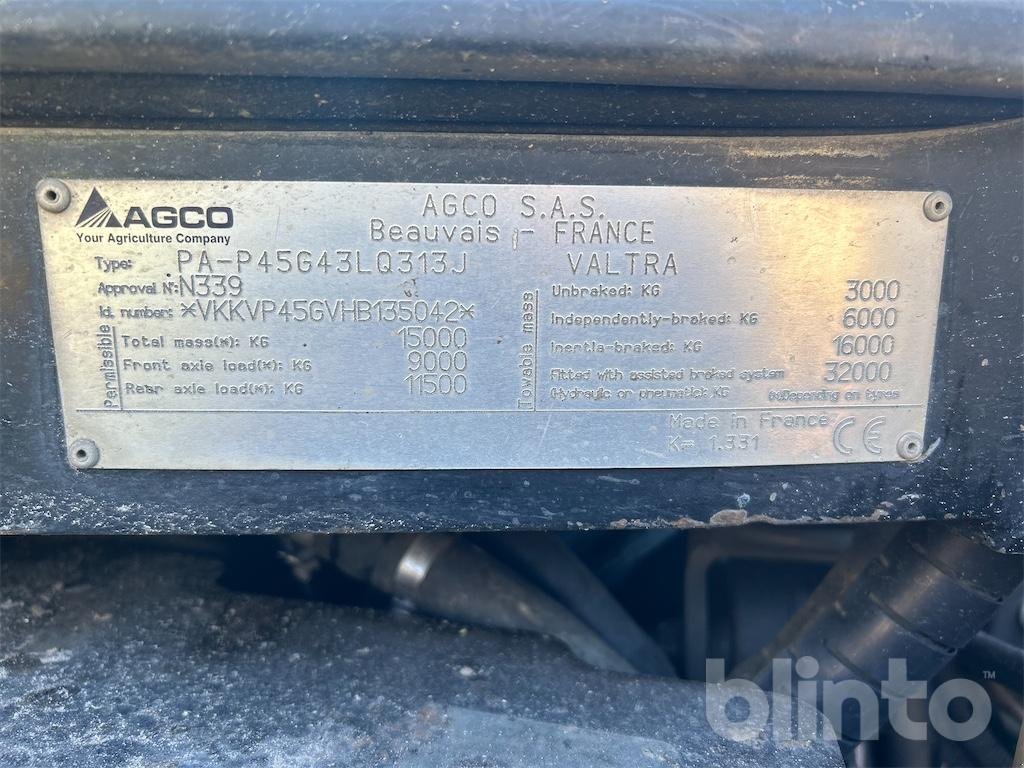 AGCO
Your Agriculture Company
AGCO S.A.S.
Beauvais - FRANCE
Type: PA-P45G43LQ313J VALTRA
Approval N°: N339
Id. number: *VKKVP45GVHB135042*
Permissible
Total mass(*): KG 15000
Front axle load(*): KG 9000
Rear axle load(*): KG 11500
Towable mass
Unbraked: KG 3000
Independently-braked: KG 6000
Inertia-braked: KG 16000
Fitted with assisted braked system 32000
(Hydraulic or pneumatic): KG (*)Depending on tyres
Made in France
K= 1.331
CE
blinto™